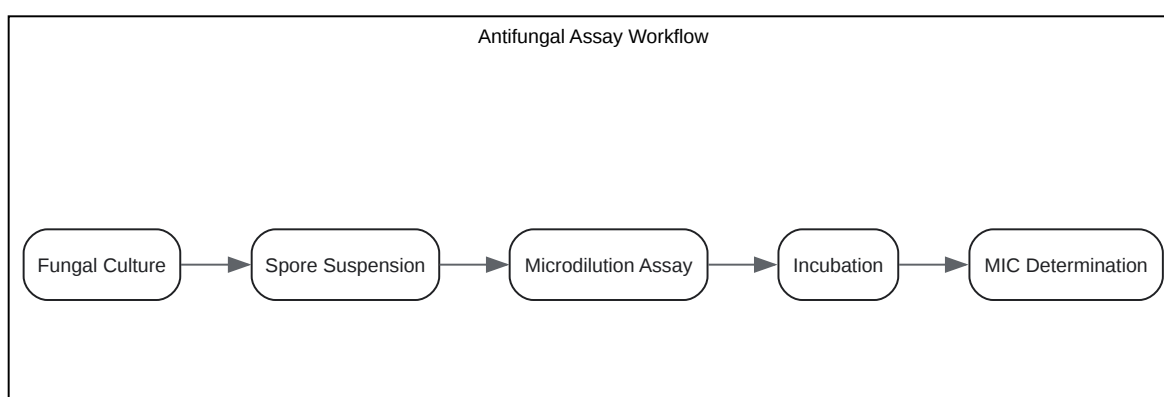 Antifungal Assay Workflow
Fungal Culture
Spore Suspension
Microdilution Assay
Incubation
MIC Determination